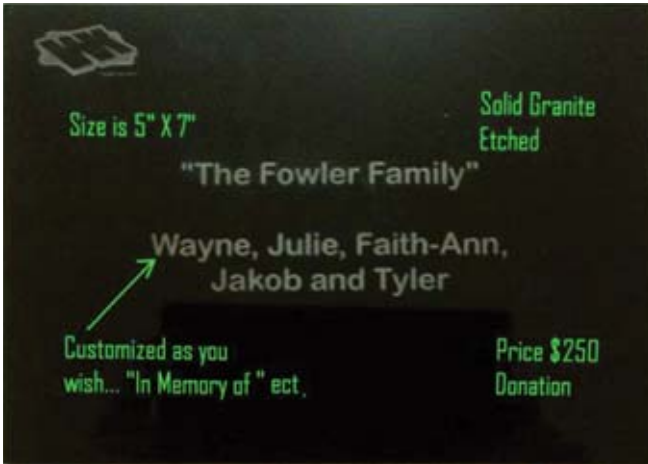 Size is 5" X 7"
Solid Granite
Etched
"The Fowler Family"
Wayne, Julie, Faith-Ann,
Jakob and Tyler
Customized as you
wish... "In Memory of " ect.
Price $250
Donation